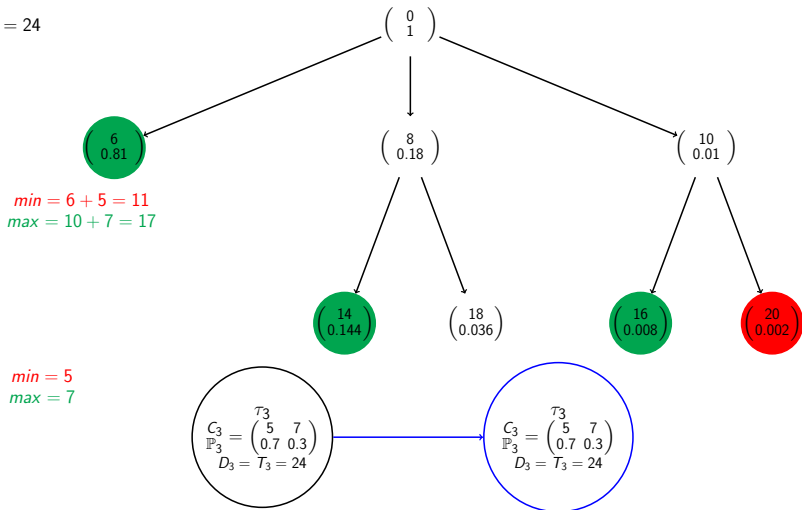 = 24
( 0
1 )
( 6
0.81 )
( 8
0.18 )
( 10
0.01 )
min = 6 + 5 = 11
max = 10 + 7 = 17
( 14
0.144 )
( 18
0.036 )
( 16
0.008 )
( 20
0.002 )
min = 5
max = 7
τ3
C3
ℙ3 = ( 5 7
0.7 0.3 )
D3 = T3 = 24
τ3
C3
ℙ3 = ( 5 7
0.7 0.3 )
D3 = T3 = 24